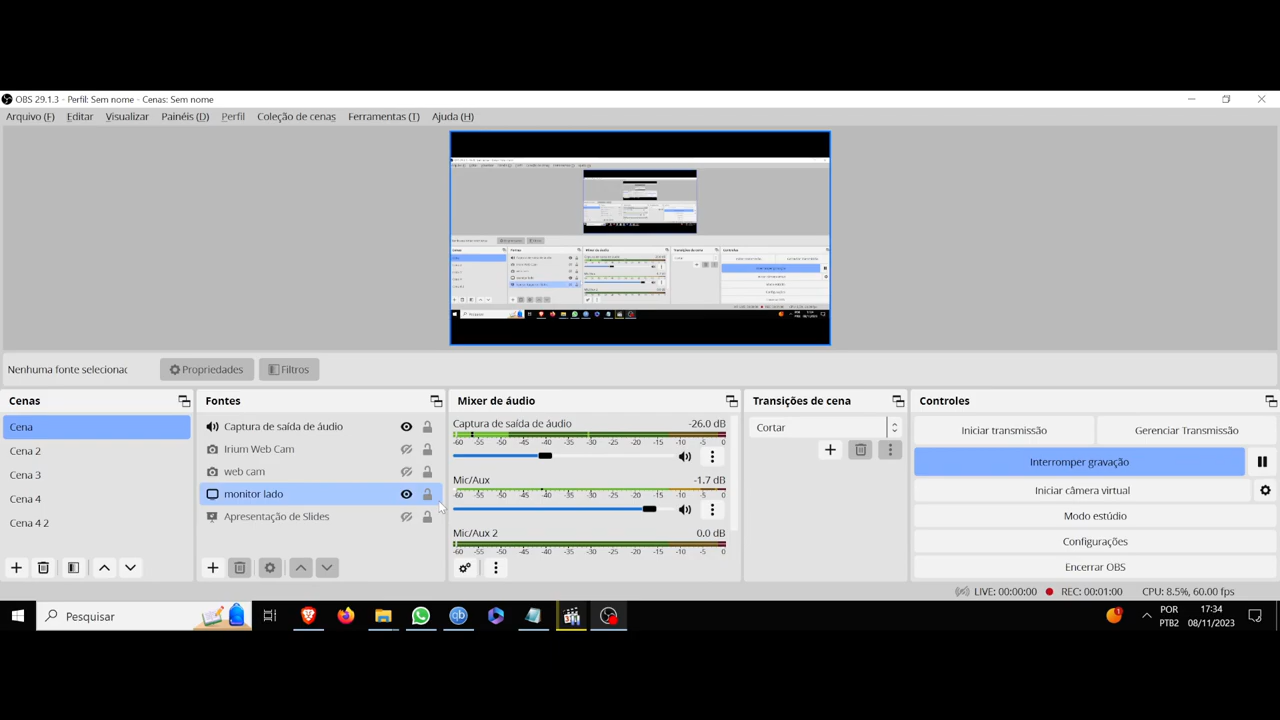 OBS 29.1.3 - Perfil: Sem nome - Cenas: Sem nome
Arquivo (F) Editar Visualizar Painéis (D) Perfil Coleção de cenas Ferramentas (T) Ajuda (H)
Nenhuma fonte selecionac Propriedades Filtros
Cenas
Cena
Cena 2
Cena 3
Cena 4
Cena 4 2
Fontes
Captura de saída de áudio
Irium Web Cam
web cam
monitor lado
Apresentação de Slides
Mixer de áudio
Captura de saída de áudio -26.0 dB
-60 -55 -50 -45 -40 -35 -30 -25 -20 -15 -10 -5 0
Mic/Aux -1.7 dB
-60 -55 -50 -45 -40 -35 -30 -25 -20 -15 -10 -5 0
Mic/Aux 2 0.0 dB
-60 -55 -50 -45 -40 -35 -30 -25 -20 -15 -10 -5 0
Transições de cena
Cortar
Controles
Iniciar transmissão Gerenciar Transmissão
Interromper gravação
Iniciar câmera virtual
Modo estúdio
Configurações
Encerrar OBS
LIVE: 00:00:00 REC: 00:01:00 CPU: 8.5%, 60.00 fps
Pesquisar
POR
PTB2
17:34
08/11/2023